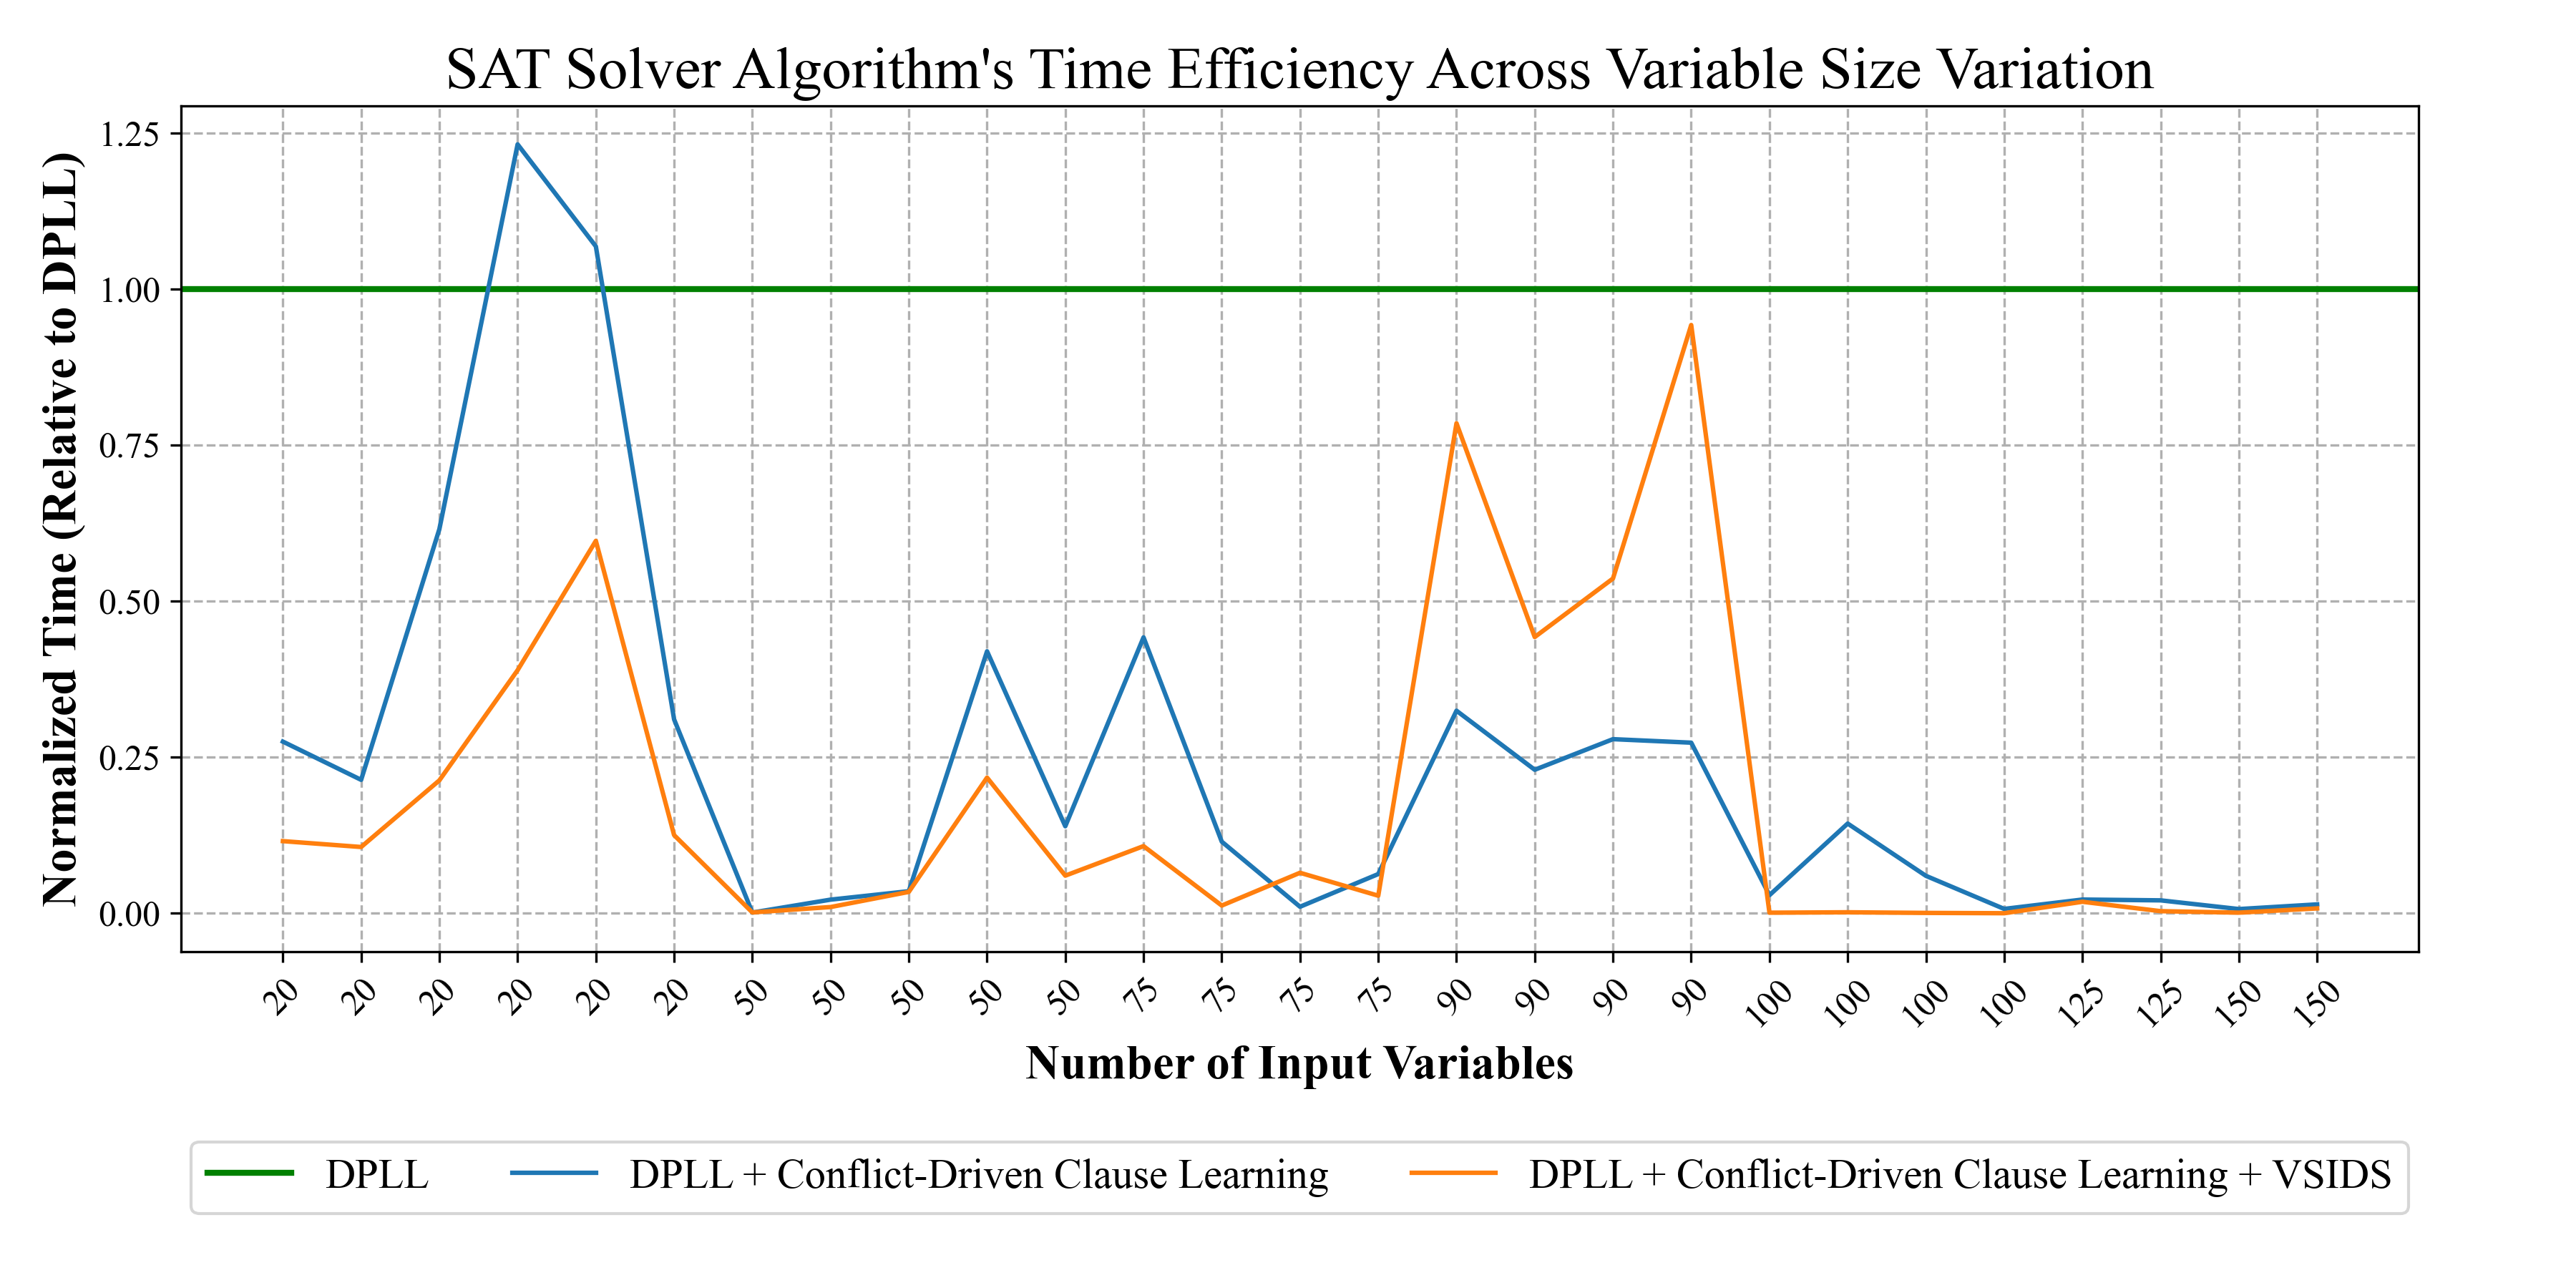 SAT Solver Algorithm's Time Efficiency Across Variable Size Variation
Normalized Time (Relative to DPLL)
1.25
1.00
0.75
0.50
0.25
0.00
20 20 20 20 20 20 50 50 50 50 50 75 75 75 75 90 90 90 90 100 100 100 100 125 125 150 150
Number of Input Variables
DPLL DPLL + Conflict-Driven Clause Learning DPLL + Conflict-Driven Clause Learning + VSIDS